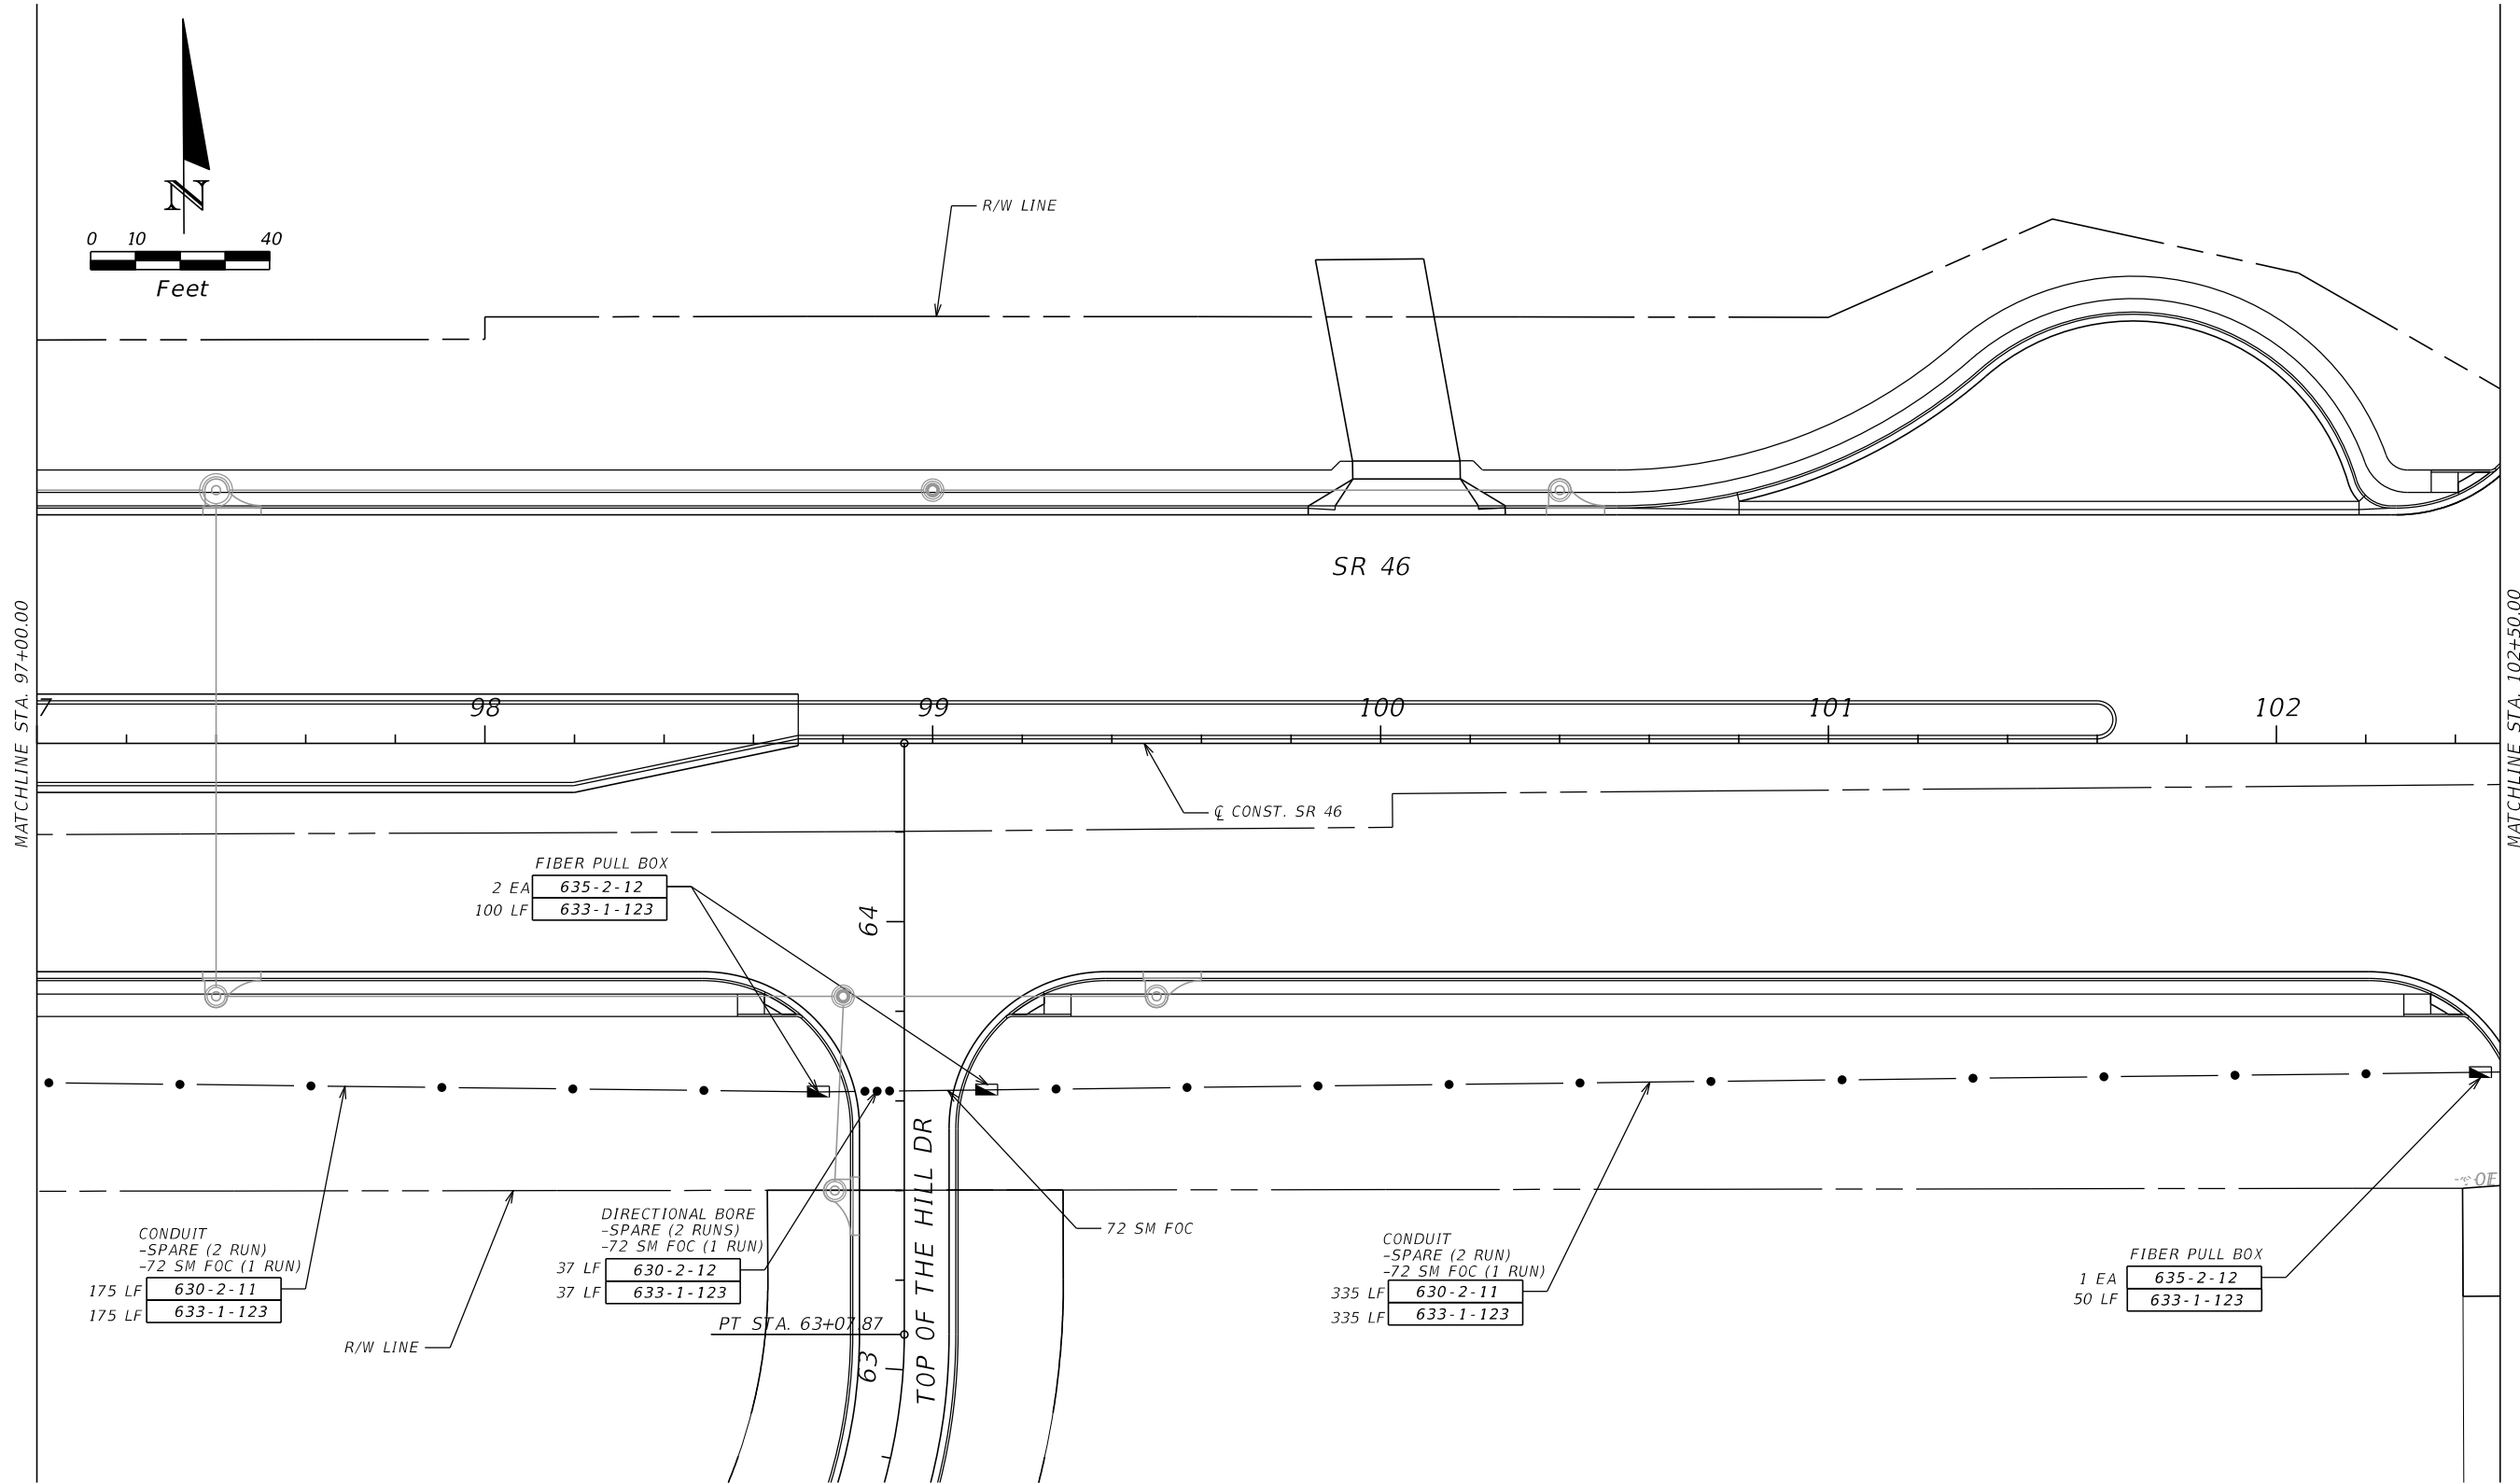 N
0 10 40
Feet
R/W LINE
SR 46
MATCHLINE STA. 97+00.00
MATCHLINE STA. 102+50.00
7 98 99 100 101 102
℄ CONST. SR 46
FIBER PULL BOX
2 EA 635-2-12
100 LF 633-1-123
64
TOP OF THE HILL DR
72 SM FOC
CONDUIT
-SPARE (2 RUN)
-72 SM FOC (1 RUN)
175 LF 630-2-11
175 LF 633-1-123
R/W LINE
DIRECTIONAL BORE
-SPARE (2 RUNS)
-72 SM FOC (1 RUN)
37 LF 630-2-12
37 LF 633-1-123
PT STA. 63+07.87
63
CONDUIT
-SPARE (2 RUN)
-72 SM FOC (1 RUN)
335 LF 630-2-11
335 LF 633-1-123
FIBER PULL BOX
1 EA 635-2-12
50 LF 633-1-123